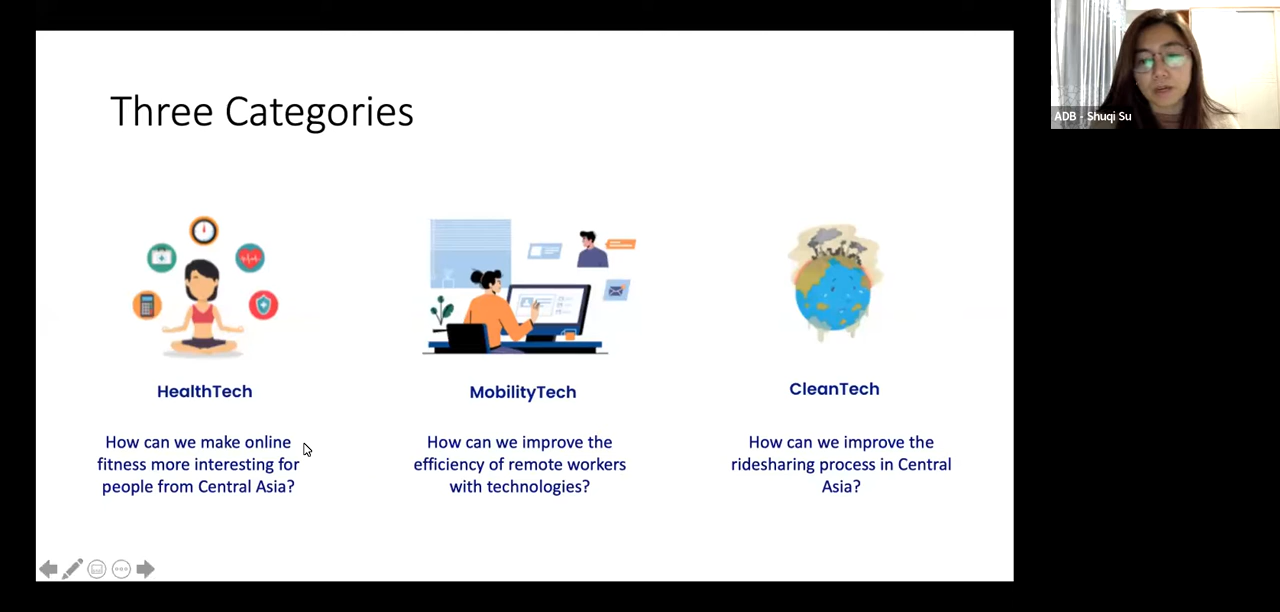 Three Categories
HealthTech
How can we make online
fitness more interesting for
people from Central Asia?
MobilityTech
How can we improve the
efficiency of remote workers
with technologies?
CleanTech
How can we improve the
ridesharing process in Central
Asia?
ADB - Shuqi Su